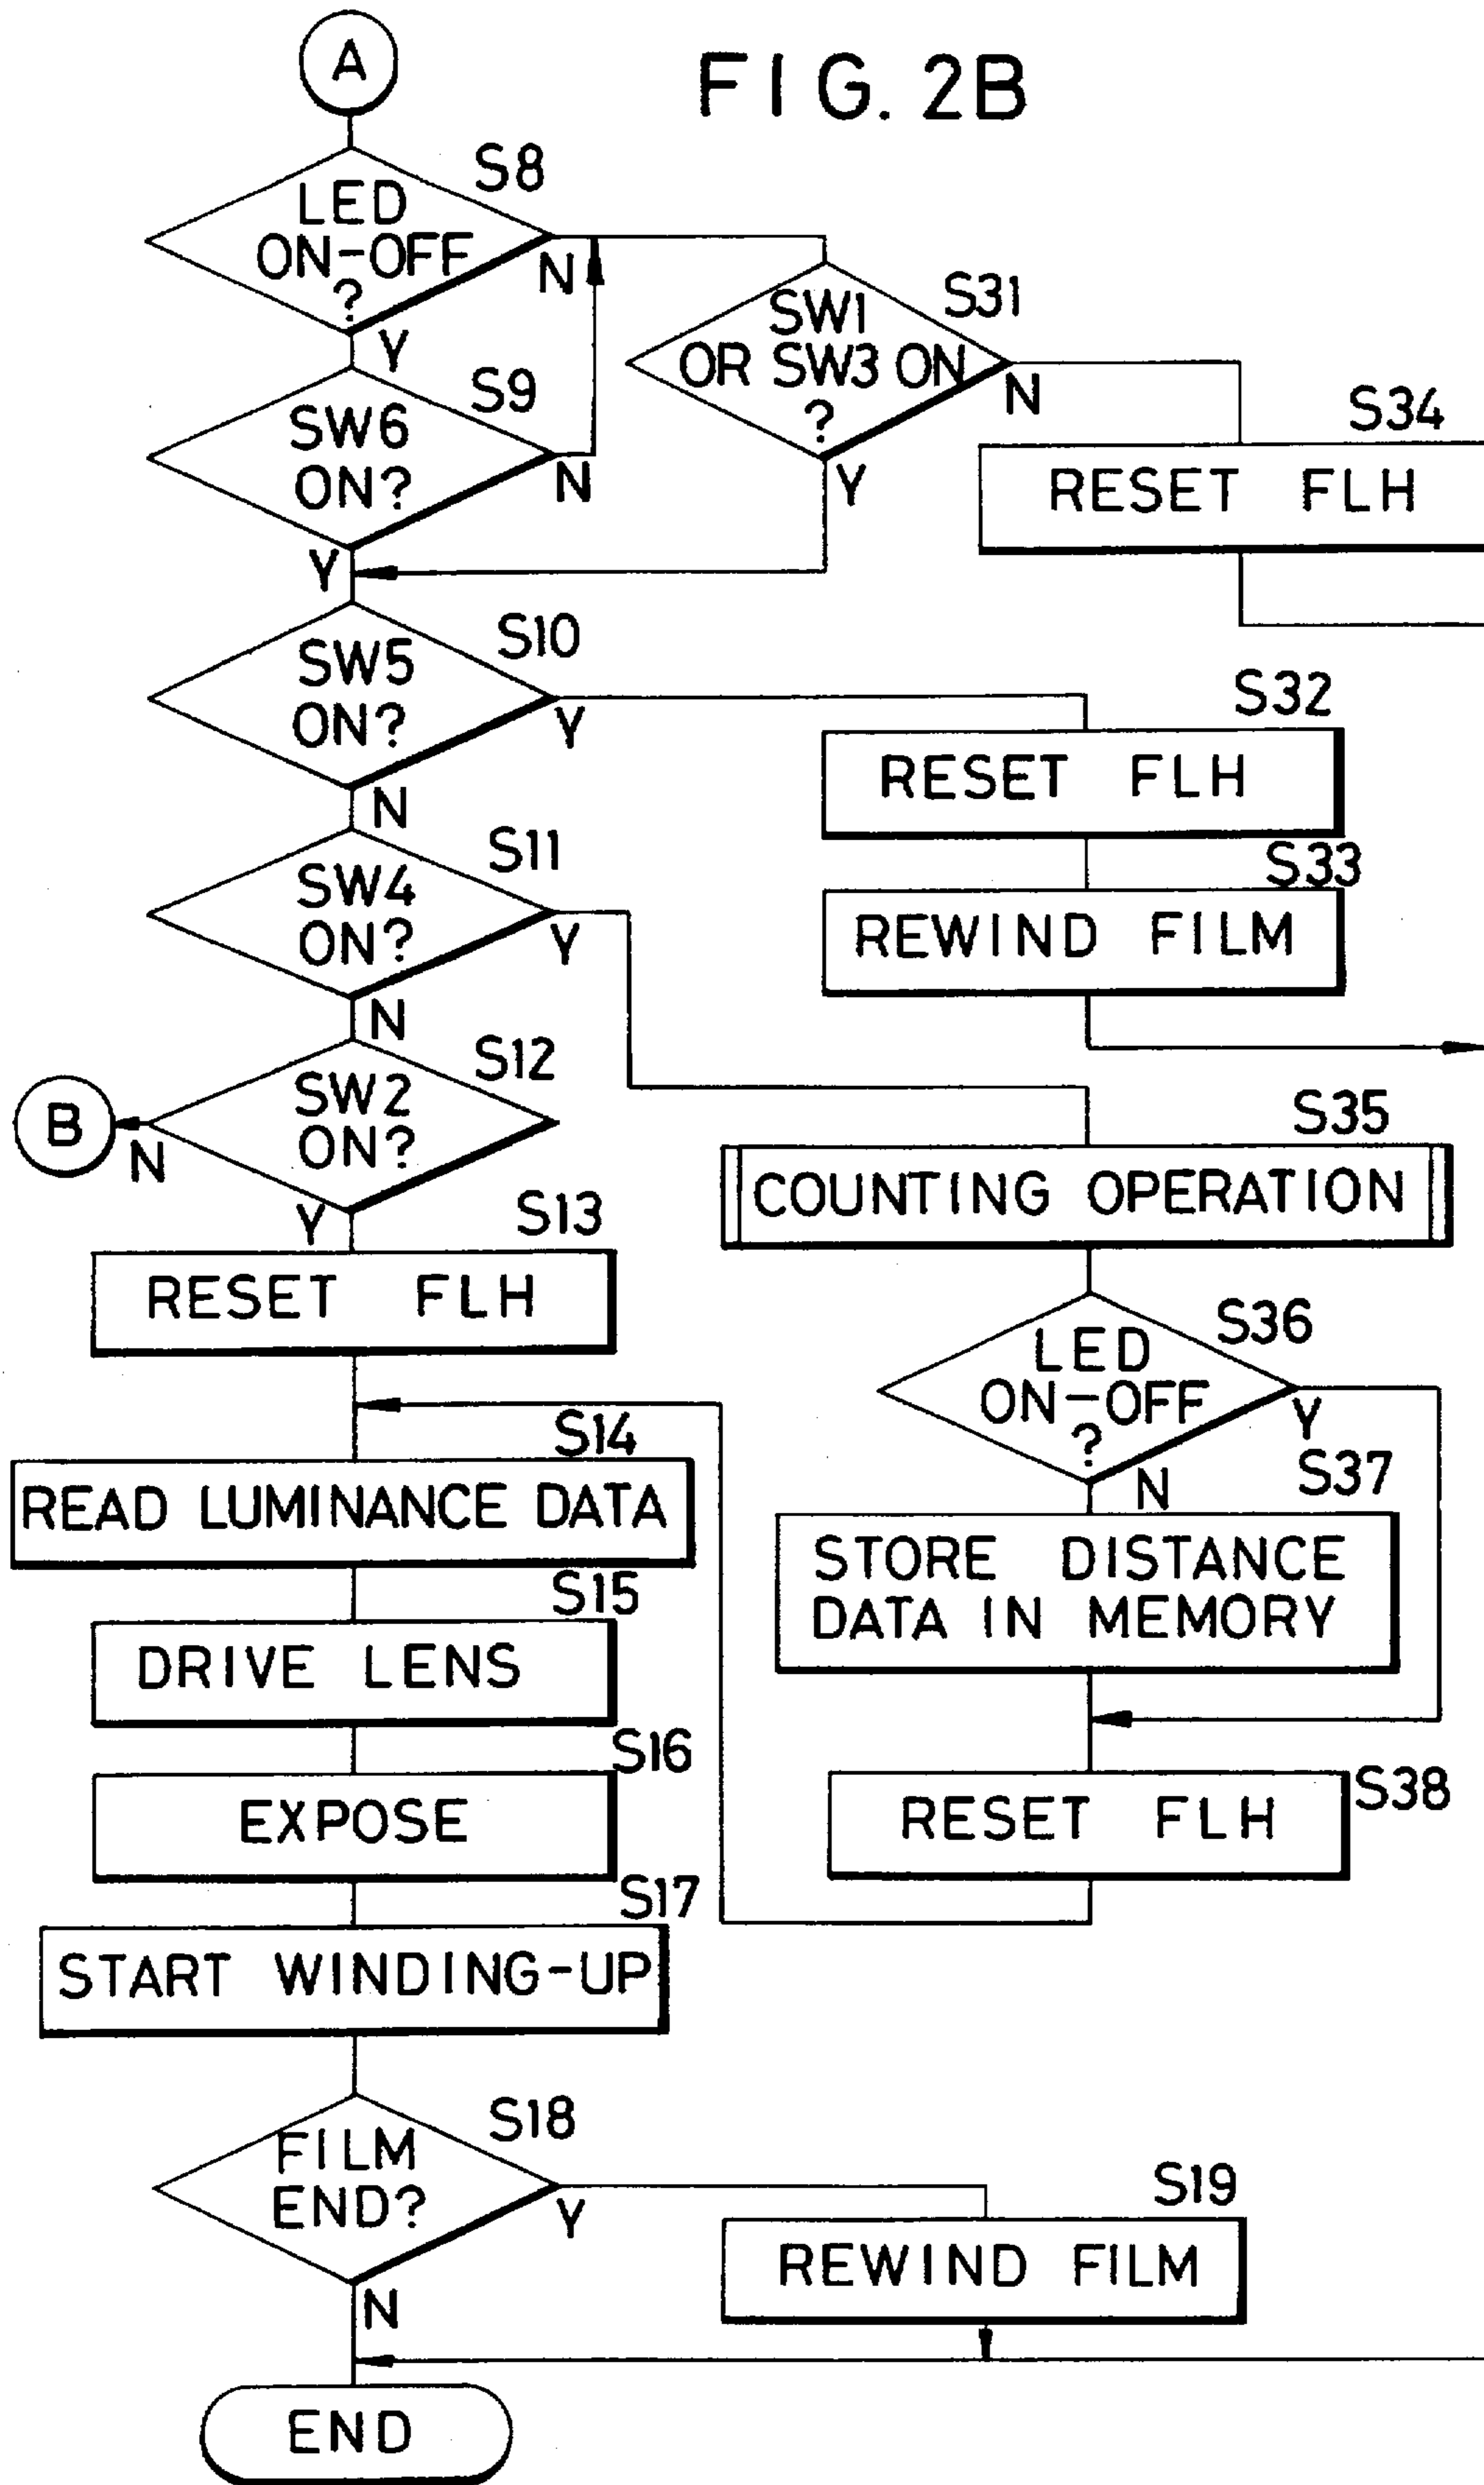 A
FIG. 2B
S8
LED
ON-OFF
?
N
Y
S31
SW1
OR SW3 ON
?
N
Y
S9
SW6
ON?
N
Y
S34
RESET FLH
S10
SW5
ON?
Y
N
S32
RESET FLH
S33
REWIND FILM
S11
SW4
ON?
Y
N
S12
SW2
ON?
B
N
Y
S35
COUNTING OPERATION
S13
RESET FLH
S36
LED
ON-OFF
?
Y
N
S14
READ LUMINANCE DATA
S37
STORE DISTANCE
DATA IN MEMORY
S15
DRIVE LENS
S16
EXPOSE
S38
RESET FLH
S17
START WINDING-UP
S18
FILM
END?
Y
N
S19
REWIND FILM
END